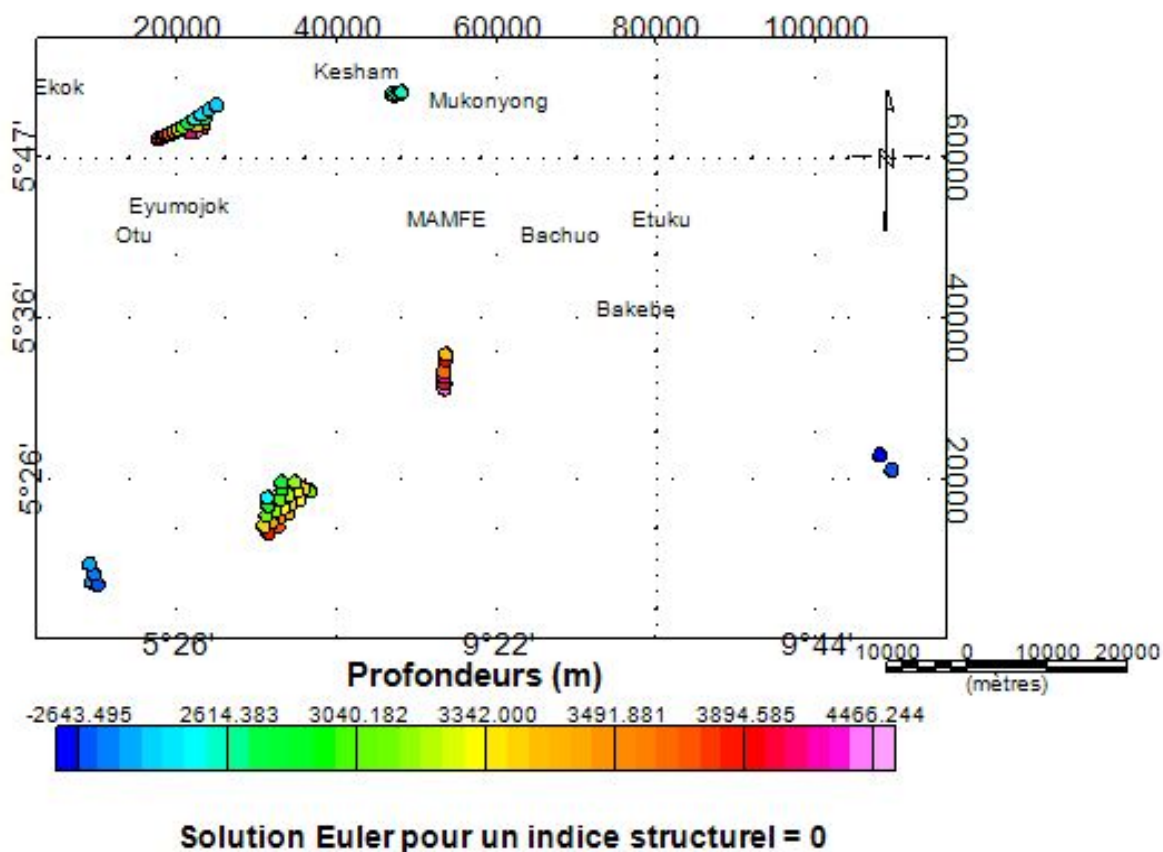 20000 40000 60000 80000 100000
Kesham
Ekok
Mukonyong
5°47'
60000
Eyumojok
MAMFE
Etuku
Otu
Bachuo
5°36'
40000
Bakebe
5°26'
20000
5°26' 9°22' 9°44'
10000 0 10000 20000
(mètres)
Profondeurs (m)
-2643.495 2614.383 3040.182 3342.000 3491.881 3894.585 4466.244
Solution Euler pour un indice structurel = 0